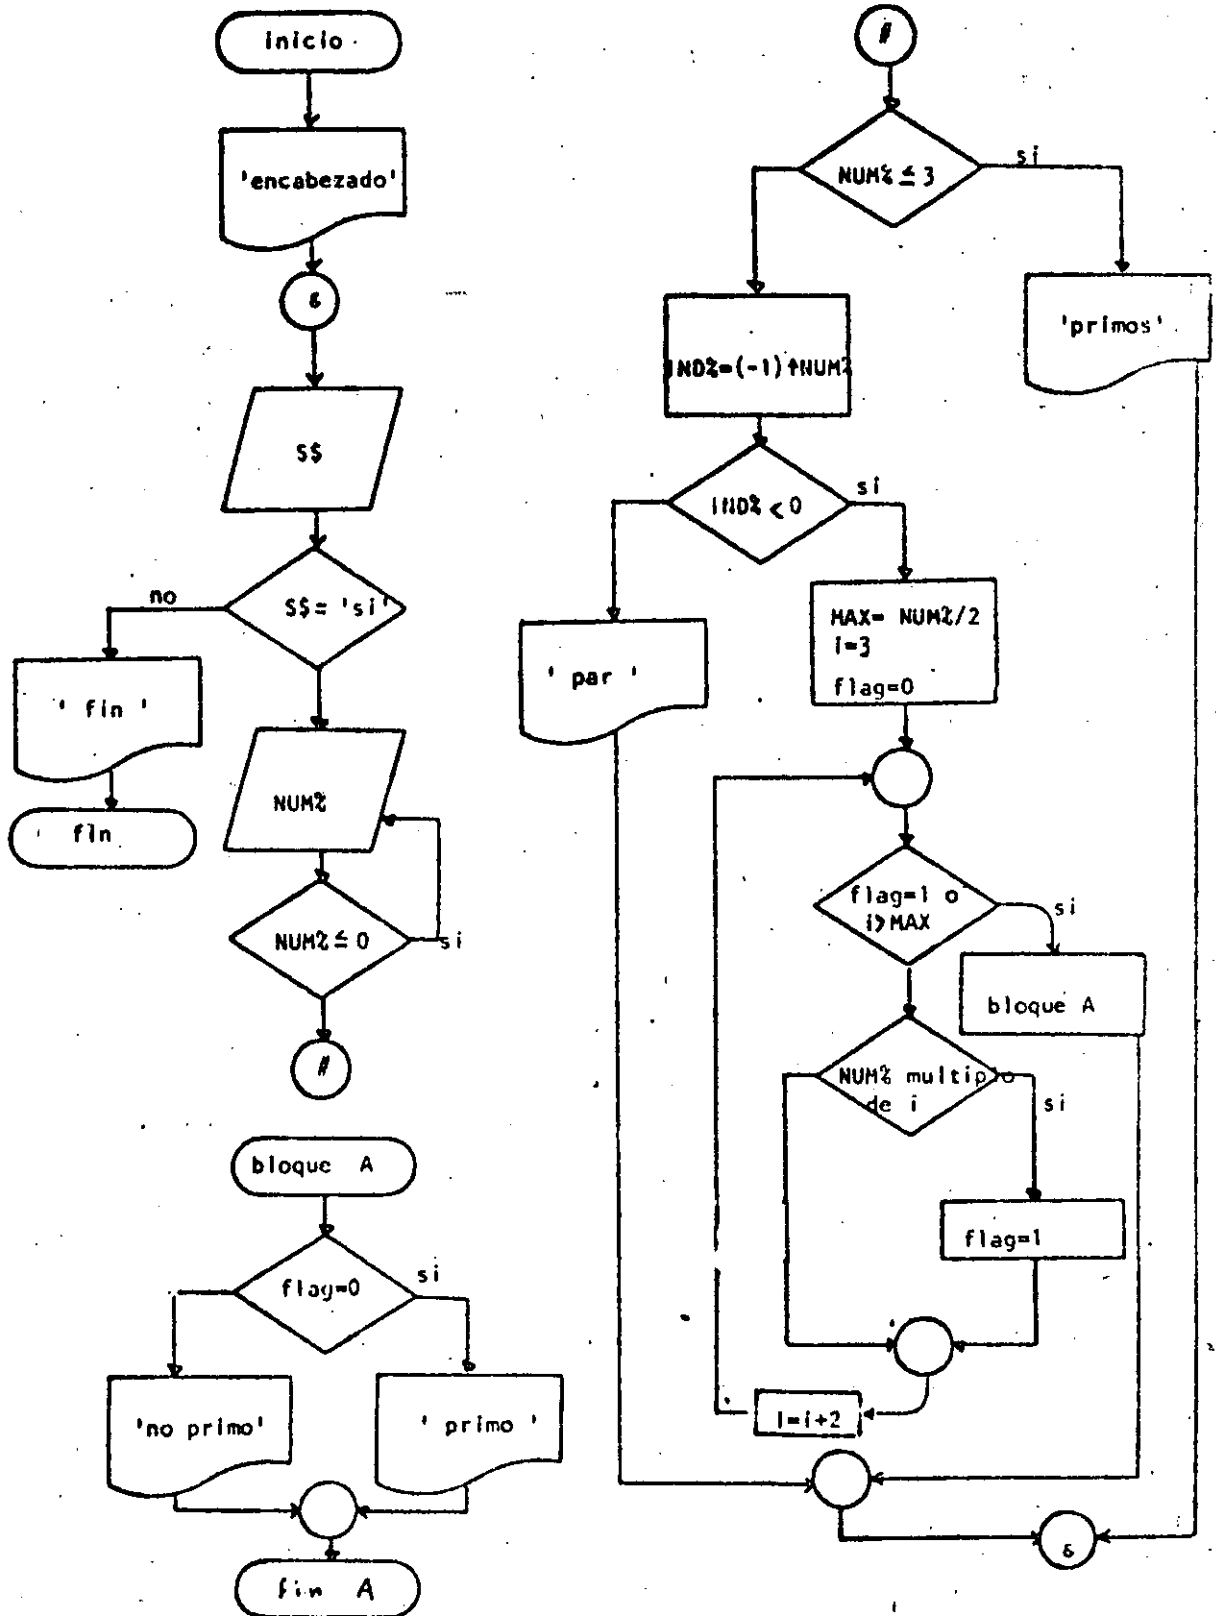 inicio
'encabezado'
&
S$
S$= 'si'
no
' fin '
fin
NUM%
NUM% ≤ 0
si
#
bloque A
flag=0
si
'no primo'
' primo '
fin A
#
NUM% ≤ 3
si
'primos'
IND%=(-1)↑NUM%
IND% < 0
si
' par '
MAX= NUM%/2
i=3
flag=0
flag=1 o
i>MAX
si
bloque A
NUM% multiplo
de i
si
flag=1
i=i+2
&